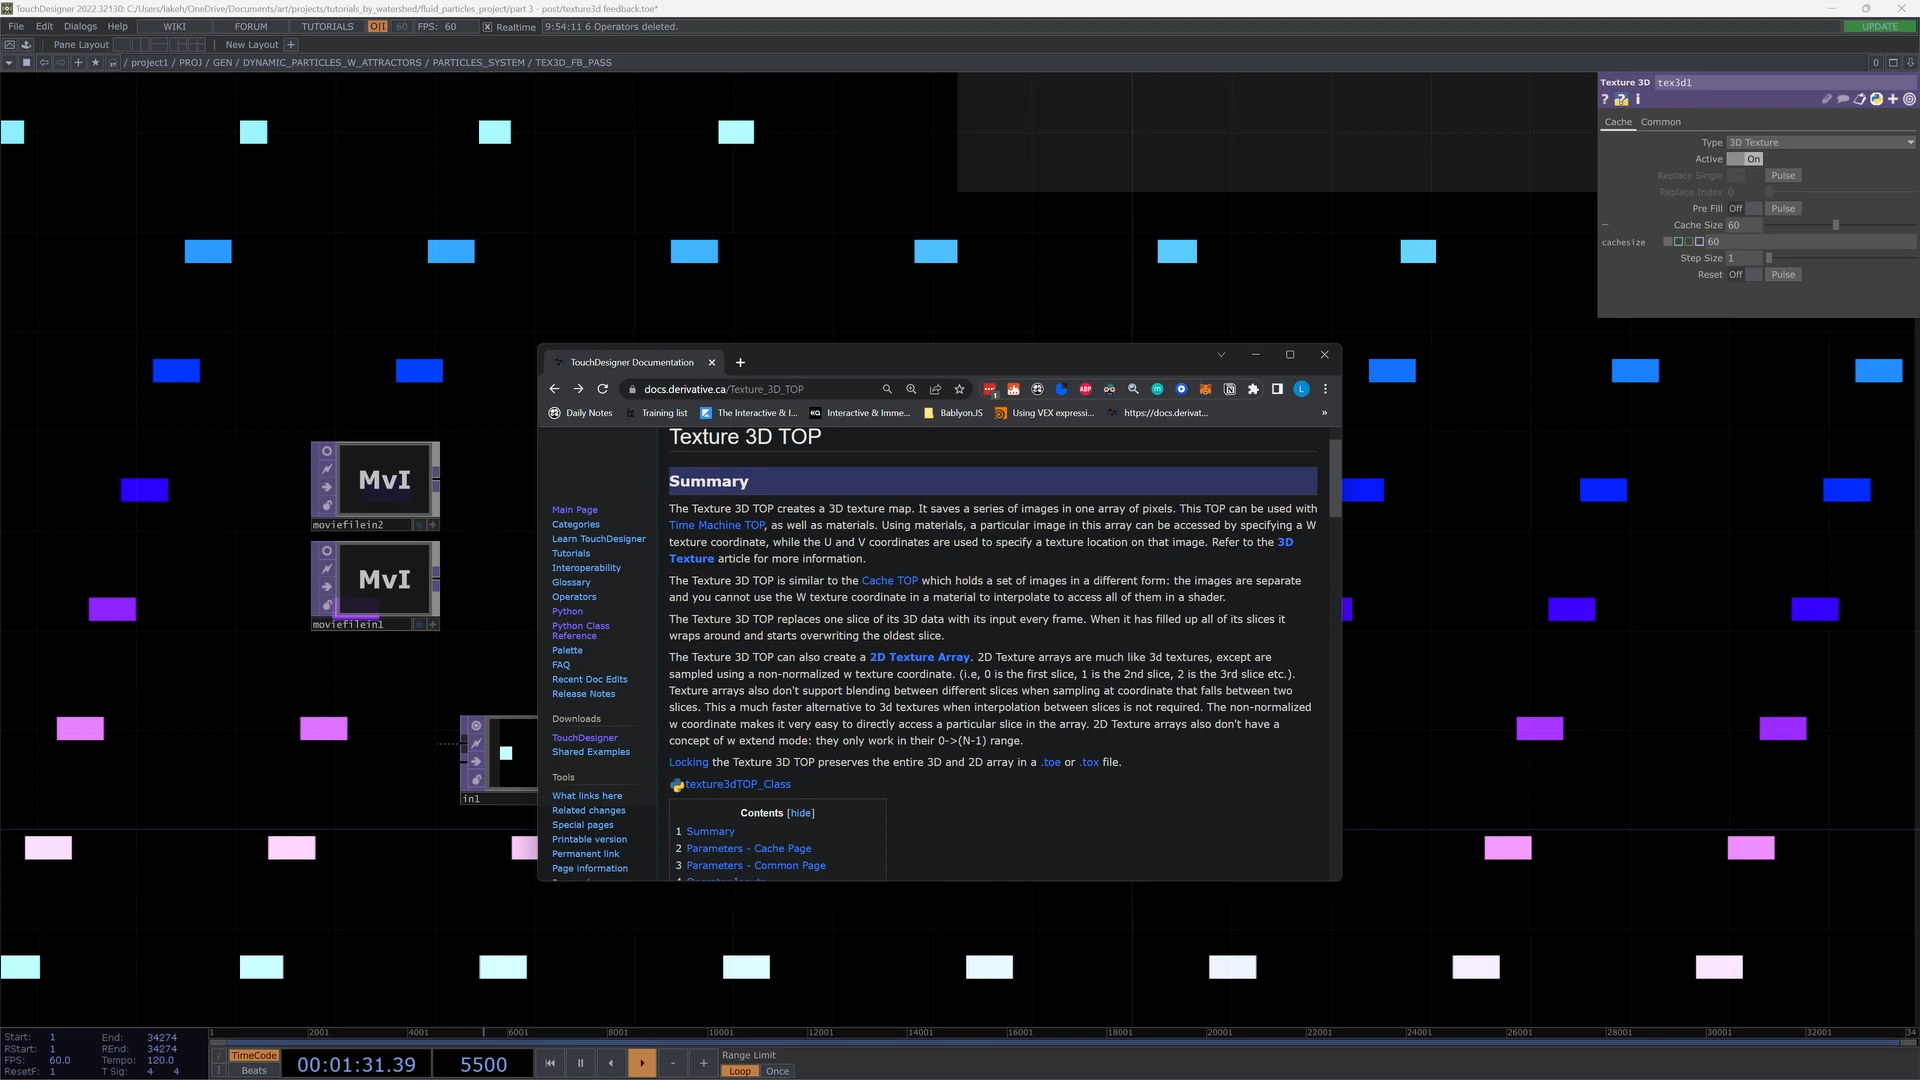 TouchDesigner 2022.32130: C:/Users/lakeh/OneDrive/Documents/art/projects/tutorials_by_watershed/fluid_particles_project/part 3 - post/texture3d feedback.toe*
File Edit Dialogs Help WIKI FORUM TUTORIALS O|I 60 FPS: 60 Realtime 9:54:11 6 Operators deleted. UPDATE
Pane Layout New Layout +
/ project1 / PROJ / GEN / DYNAMIC_PARTICLES_W_ATTRACTORS / PARTICLES_SYSTEM / TEX3D_FB_PASS 0
Texture 3D tex3d1
Cache Common
Type 3D Texture
Active On
Replace Single Pulse
Replace Index 0
Pre Fill Off Pulse
Cache Size 60
cachesize 60
Step Size 1
Reset Off Pulse
MvI
moviefilein2
MvI
moviefilein1
in1
TouchDesigner Documentation
docs.derivative.ca/Texture_3D_TOP
Daily Notes Training list The Interactive & I... Interactive & Imme... BablyonJS Using VEX expressi... https://docs.derivat... »
Main Page
Categories
Learn TouchDesigner
Tutorials
Interoperability
Glossary
Operators
Python
Python Class
Reference
Palette
FAQ
Recent Doc Edits
Release Notes
Downloads
TouchDesigner
Shared Examples
Tools
What links here
Related changes
Special pages
Printable version
Permanent link
Page information
Texture 3D TOP
Summary
The Texture 3D TOP creates a 3D texture map. It saves a series of images in one array of pixels. This TOP can be used with
Time Machine TOP, as well as materials. Using materials, a particular image in this array can be accessed by specifying a W
texture coordinate, while the U and V coordinates are used to specify a texture location on that image. Refer to the 3D
Texture article for more information.
The Texture 3D TOP is similar to the Cache TOP which holds a set of images in a different form: the images are separate
and you cannot use the W texture coordinate in a material to interpolate to access all of them in a shader.
The Texture 3D TOP replaces one slice of its 3D data with its input every frame. When it has filled up all of its slices it
wraps around and starts overwriting the oldest slice.
The Texture 3D TOP can also create a 2D Texture Array. 2D Texture arrays are much like 3d textures, except are
sampled using a non-normalized w texture coordinate. (i.e, 0 is the first slice, 1 is the 2nd slice, 2 is the 3rd slice etc.).
Texture arrays also don't support blending between different slices when sampling at coordinate that falls between two
slices. This a much faster alternative to 3d textures when interpolation between slices is not required. The non-normalized
w coordinate makes it very easy to directly access a particular slice in the array. 2D Texture arrays also don't have a
concept of w extend mode: they only work in their 0->(N-1) range.
Locking the Texture 3D TOP preserves the entire 3D and 2D array in a .toe or .tox file.
texture3dTOP_Class
Contents [hide]
1 Summary
2 Parameters - Cache Page
3 Parameters - Common Page
1 2001 4001 6001 8001 10001 12001 14001 16001 18001 20001 22001 24001 26001 28001 30001 32001 34
Start: 1 End: 34274
RStart: 1 REnd: 34274
FPS: 60.0 Tempo: 120.0
ResetF: 1 T Sig: 4 4
TimeCode
Beats
00:01:31.39 5500
Range Limit
Loop Once